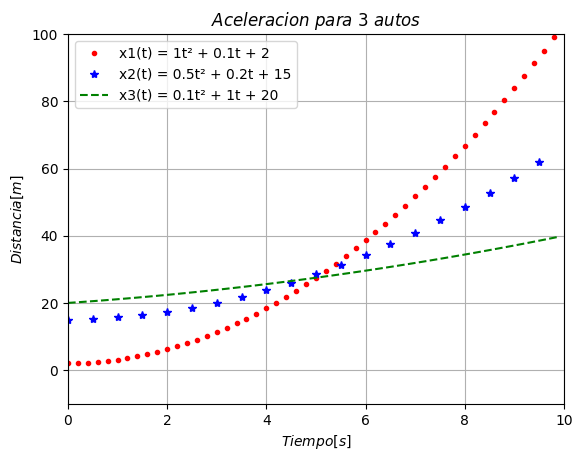 Aceleracion para 3 autos
x1(t) = 1t² + 0.1t + 2
x2(t) = 0.5t² + 0.2t + 15
x3(t) = 0.1t² + 1t + 20
Distancia[m]
100
80
60
40
20
0
0 2 4 6 8 10
Tiempo[s]